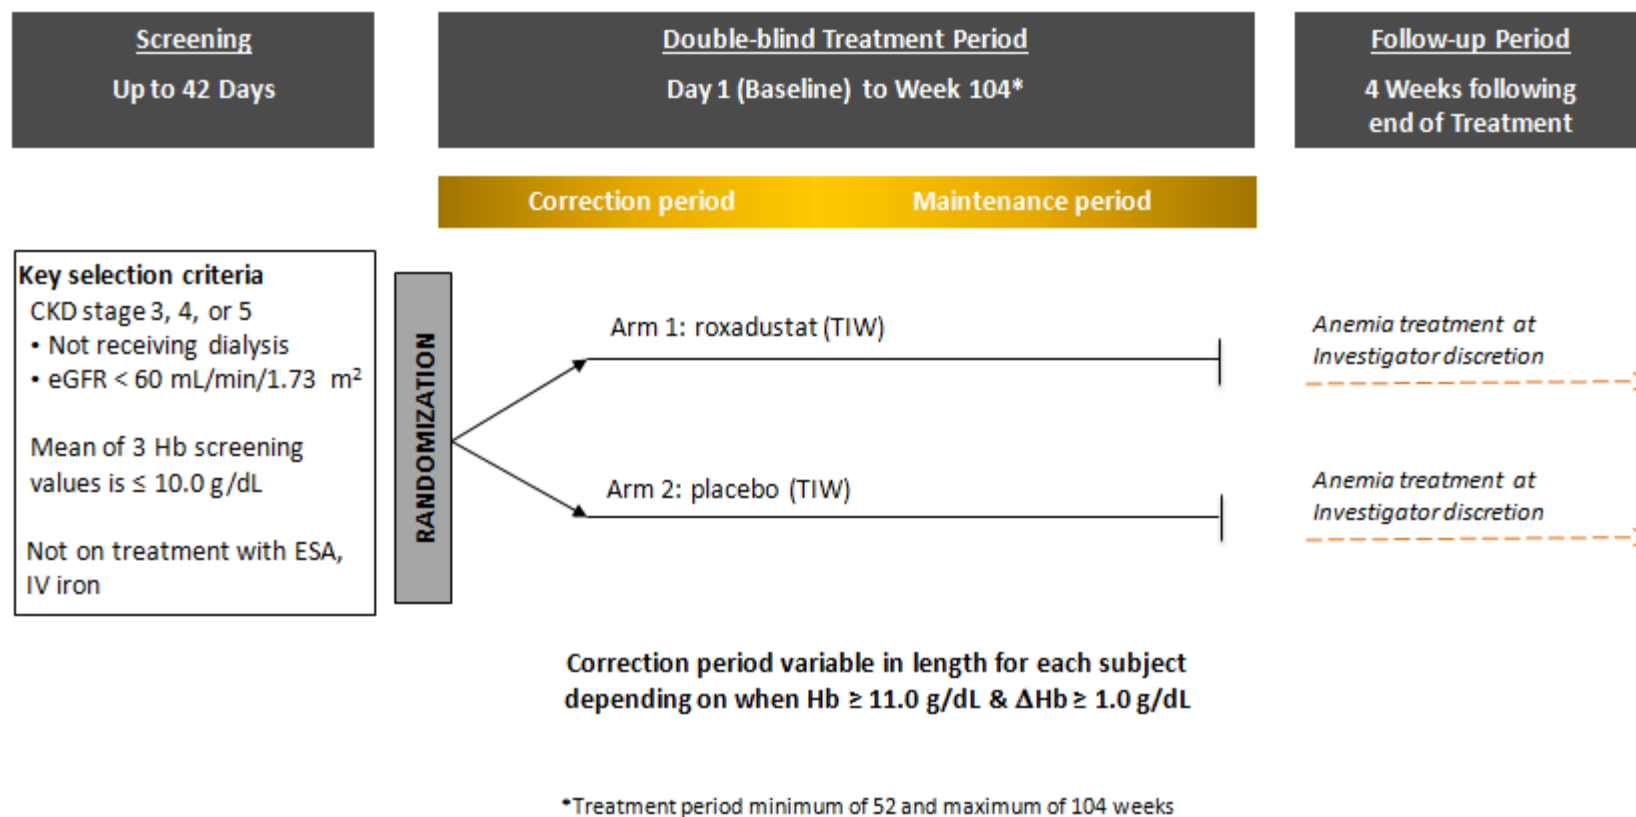 Screening
Up to 42 Days
Double-blind Treatment Period
Day 1 (Baseline) to Week 104*
Follow-up Period
4 Weeks following
end of Treatment
Correction period
Maintenance period
Key selection criteria
CKD stage 3, 4, or 5
• Not receiving dialysis
• eGFR < 60 mL/min/1.73 m²
Mean of 3 Hb screening
values is ≤ 10.0 g/dL
Not on treatment with ESA,
IV iron
RANDOMIZATION
Arm 1: roxadustat (TIW)
Arm 2: placebo (TIW)
Anemia treatment at
Investigator discretion
Anemia treatment at
Investigator discretion
Correction period variable in length for each subject
depending on when Hb ≥ 11.0 g/dL & ΔHb ≥ 1.0 g/dL
*Treatment period minimum of 52 and maximum of 104 weeks